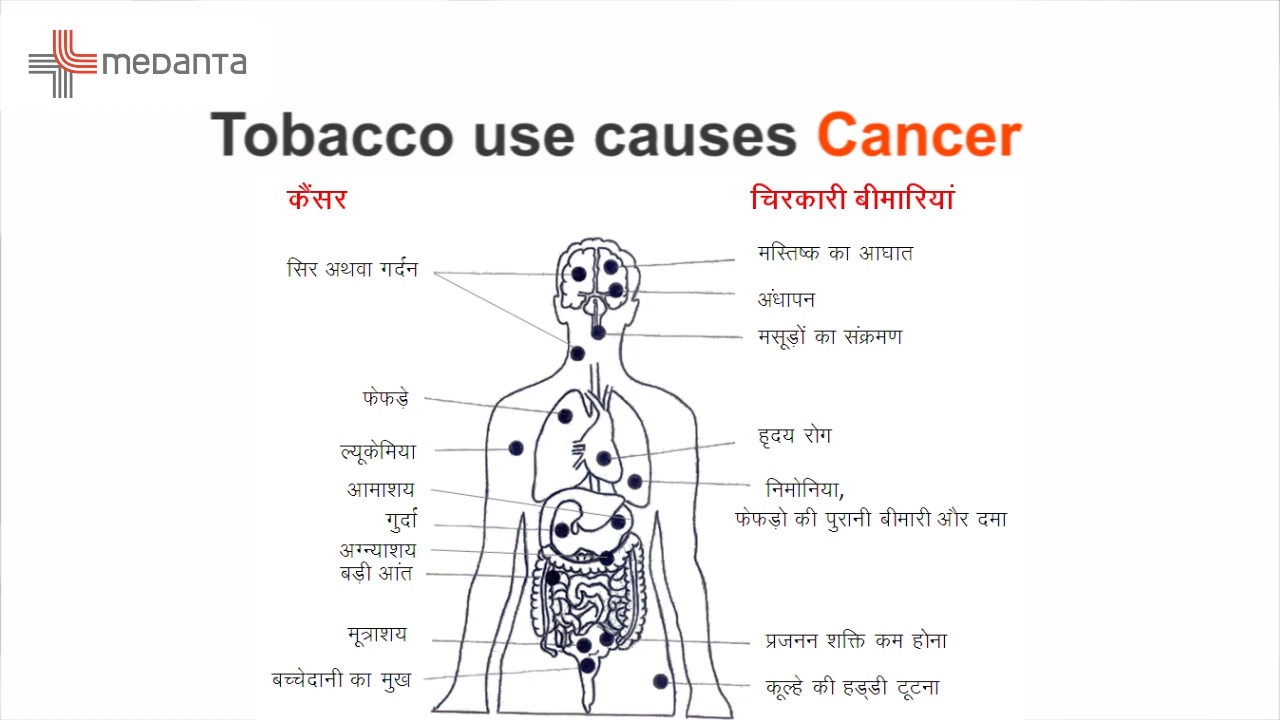 medanta
Tobacco use causes Cancer
कैंसर
सिर अथवा गर्दन
फेफड़े
ल्यूकेमिया
आमाशय
गुर्दा
अग्न्याशय
बड़ी आंत
मूत्राशय
बच्चेदानी का मुख
चिरकारी बीमारियां
मस्तिष्क का आघात
अंधापन
मसूड़ों का संक्रमण
हृदय रोग
निमोनिया,
फेफड़ो की पुरानी बीमारी और दमा
प्रजनन शक्ति कम होना
कूल्हे की हड्डी टूटना